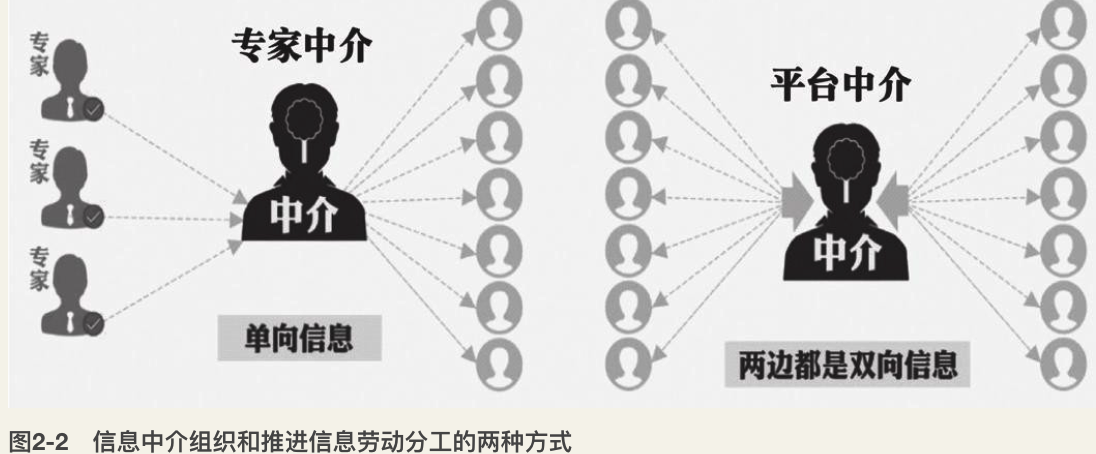 专家
专家
专家
专家中介
中介
单向信息
平台中介
中介
两边都是双向信息
图2-2 信息中介组织和推进信息劳动分工的两种方式